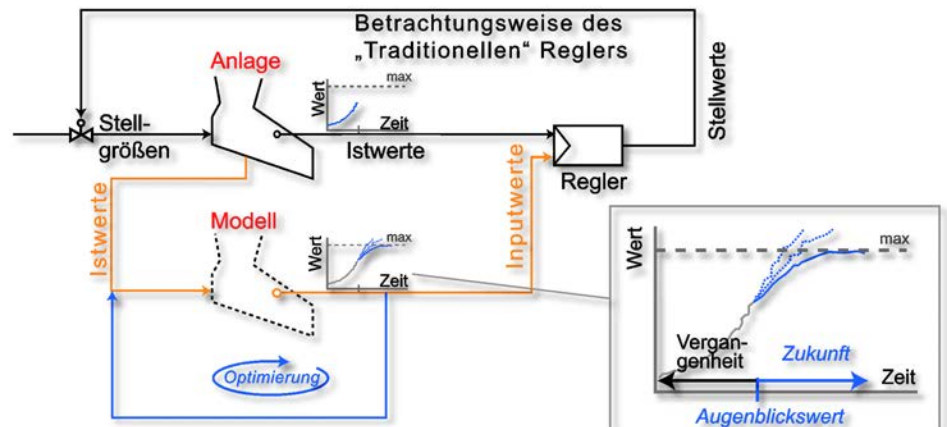 Betrachtungsweise des
„Traditionellen“ Reglers
Anlage
Wert
max
Zeit
Stell-
größen
Istwerte
Regler
Stellwerte
Istwerte
Modell
Wert
max
Zeit
Inputwerte
Optimierung
Wert
max
Vergan-
genheit
Zukunft
Zeit
Augenblickswert